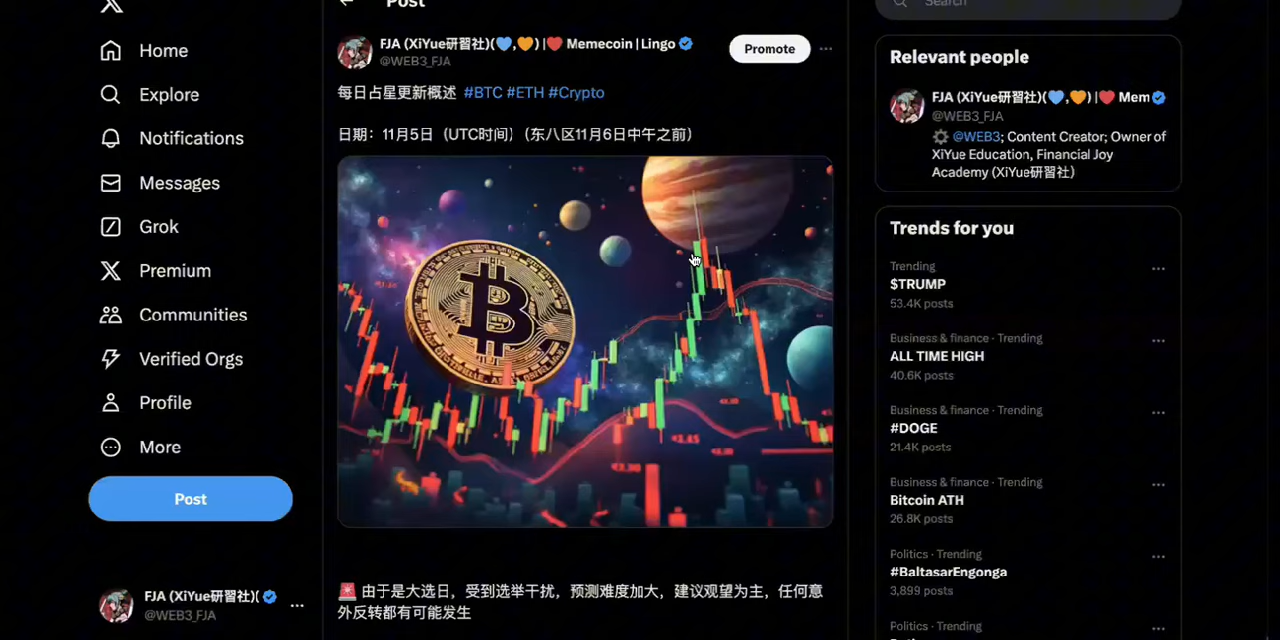 Post
Search
Home
Explore
Notifications
Messages
Grok
Premium
Communities
Verified Orgs
Profile
More
Post
FJA (XiYue研習社)(
@WEB3_FJA
FJA (XiYue研習社)(💙,🧡) |❤️ Memecoin | Lingo
@WEB3_FJA
Promote
每日占星更新概述 #BTC #ETH #Crypto
日期：11月5日（UTC时间）（东八区11月6日中午之前）
🚨 由于是大选日，受到选举干扰，预测难度加大，建议观望为主，任何意
外反转都有可能发生
Relevant people
FJA (XiYue研習社)(💙,🧡) |❤️ Mem
@WEB3_FJA
⚙️ @WEB3; Content Creator; Owner of
XiYue Education, Financial Joy
Academy (XiYue研習社)
Trends for you
Trending
$TRUMP
53.4K posts
Business & finance · Trending
ALL TIME HIGH
40.6K posts
Business & finance · Trending
#DOGE
21.4K posts
Business & finance · Trending
Bitcoin ATH
26.8K posts
Politics · Trending
#BaltasarEngonga
3,899 posts
Politics · Trending